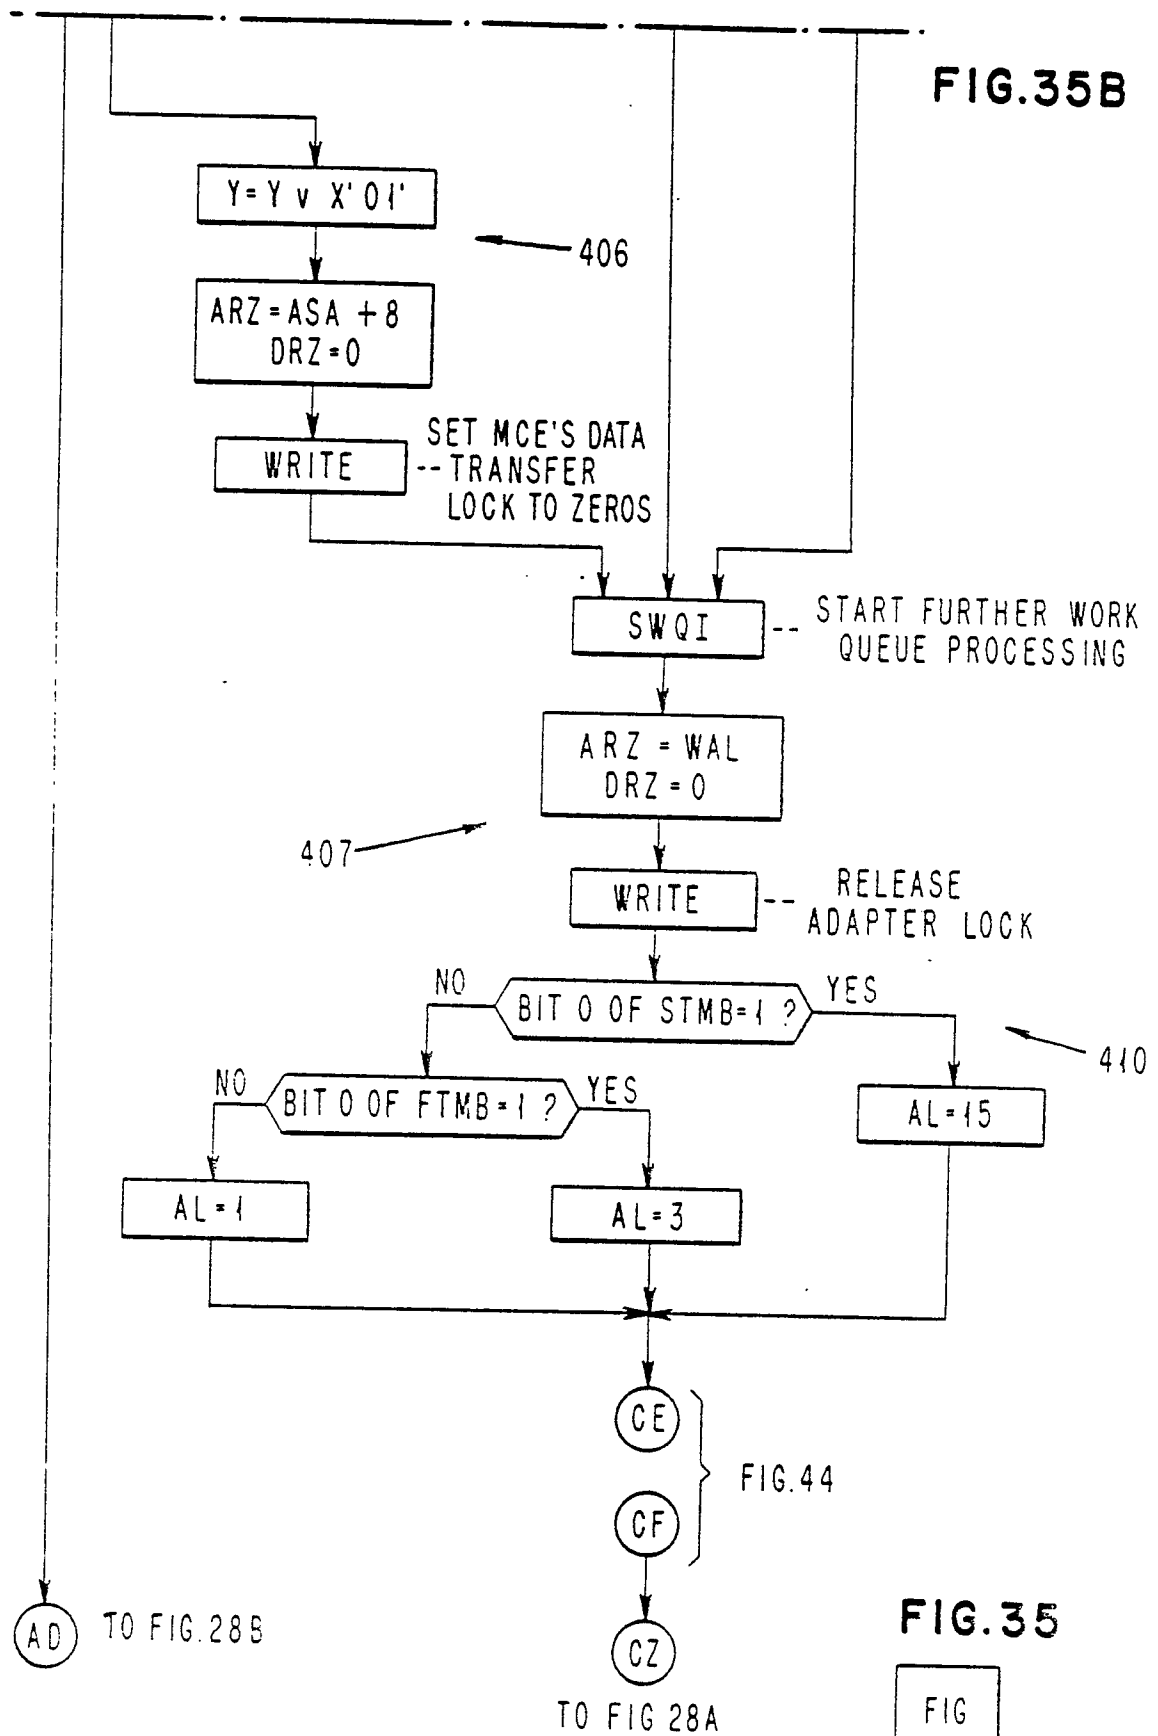 FIG.35B
Y=Y v X'01'
406
ARZ=ASA +8
DRZ=0
WRITE
SET MCE'S DATA
-- TRANSFER
LOCK TO ZEROS
SWQI
-- START FURTHER WORK
QUEUE PROCESSING
ARZ = WAL
DRZ=0
407
WRITE
-- RELEASE
ADAPTER LOCK
NO
BIT 0 OF STMB=1 ?
YES
410
NO
BIT 0 OF FTMB=1 ?
YES
AL=15
AL=1
AL=3
CE
FIG.44
CF
AD
TO FIG.28B
CZ
TO FIG 28A
FIG.35
FIG